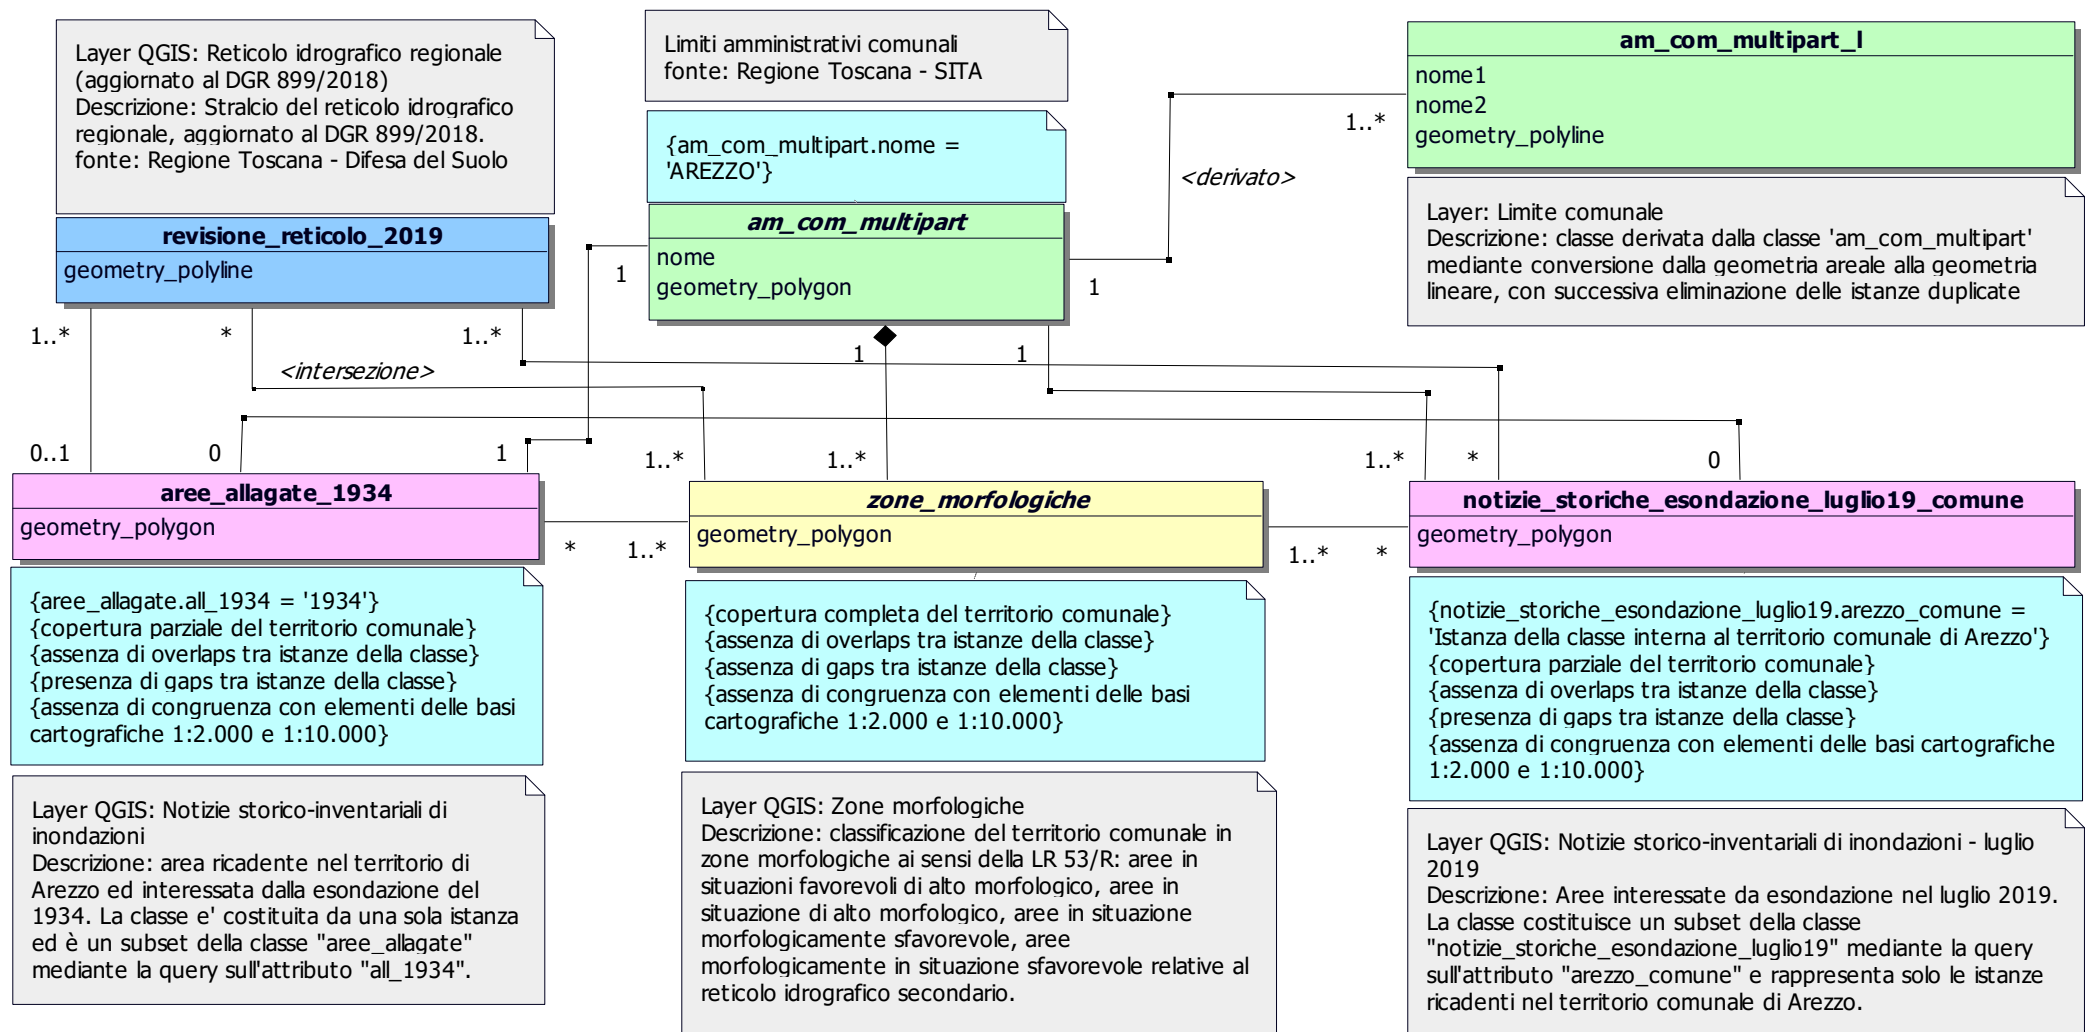 Layer QGIS: Reticolo idrografico regionale
(aggiornato al DGR 899/2018)
Descrizione: Stralcio del reticolo idrografico
regionale, aggiornato al DGR 899/2018.
fonte: Regione Toscana - Difesa del Suolo
Limiti amministrativi comunali
fonte: Regione Toscana - SITA
{am_com_multipart.nome =
'AREZZO'}
am_com_multipart_l
nome1
nome2
geometry_polyline
1..*
<derivato>
Layer: Limite comunale
Descrizione: classe derivata dalla classe 'am_com_multipart'
mediante conversione dalla geometria areale alla geometria
lineare, con successiva eliminazione delle istanze duplicate
revisione_reticolo_2019
geometry_polyline
am_com_multipart
nome
geometry_polygon
1
1
1..*
*
1..*
1
1
<intersezione>
0..1
0
1
1..*
1..*
1..*
*
0
aree_allagate_1934
geometry_polygon
*
1..*
zone_morfologiche
geometry_polygon
1..*
*
notizie_storiche_esondazione_luglio19_comune
geometry_polygon
{aree_allagate.all_1934 = '1934'}
{copertura parziale del territorio comunale}
{assenza di overlaps tra istanze della classe}
{presenza di gaps tra istanze della classe}
{assenza di congruenza con elementi delle basi
cartografiche 1:2.000 e 1:10.000}
{copertura completa del territorio comunale}
{assenza di overlaps tra istanze della classe}
{assenza di gaps tra istanze della classe}
{assenza di congruenza con elementi delle basi
cartografiche 1:2.000 e 1:10.000}
{notizie_storiche_esondazione_luglio19.arezzo_comune =
'Istanza della classe interna al territorio comunale di Arezzo'}
{copertura parziale del territorio comunale}
{assenza di overlaps tra istanze della classe}
{presenza di gaps tra istanze della classe}
{assenza di congruenza con elementi delle basi cartografiche
1:2.000 e 1:10.000}
Layer QGIS: Notizie storico-inventariali di
inondazioni
Descrizione: area ricadente nel territorio di
Arezzo ed interessata dalla esondazione del
1934. La classe e' costituita da una sola istanza
ed è un subset della classe "aree_allagate"
mediante la query sull'attributo "all_1934".
Layer QGIS: Zone morfologiche
Descrizione: classificazione del territorio comunale in
zone morfologiche ai sensi della LR 53/R: aree in
situazioni favorevoli di alto morfologico, aree in
situazione di alto morfologico, aree in situazione
morfologicamente sfavorevole, aree
morfologicamente in situazione sfavorevole relative al
reticolo idrografico secondario.
Layer QGIS: Notizie storico-inventariali di inondazioni - luglio
2019
Descrizione: Aree interessate da esondazione nel luglio 2019.
La classe costituisce un subset della classe
"notizie_storiche_esondazione_luglio19" mediante la query
sull'attributo "arezzo_comune" e rappresenta solo le istanze
ricadenti nel territorio comunale di Arezzo.